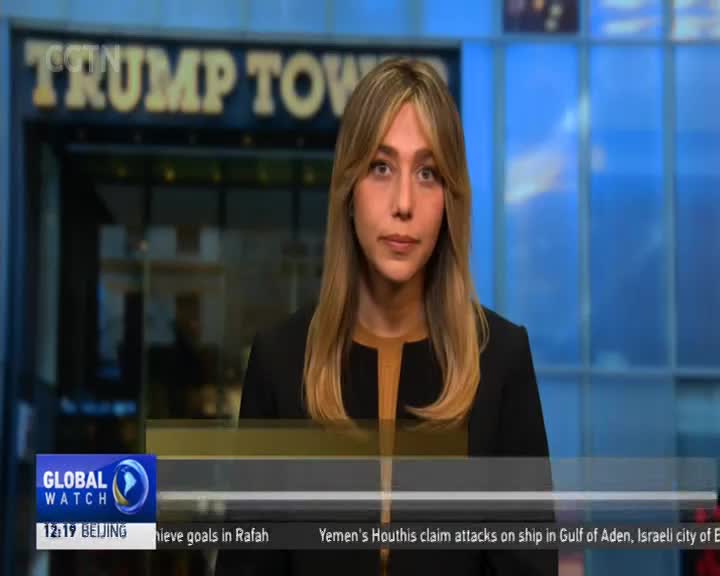 CGTN
TRUMP TOWER
GLOBAL
WATCH
12:19 BEIJING
hieve goals in Rafah Yemen's Houthis claim attacks on ship in Gulf of Aden, Israeli city of E